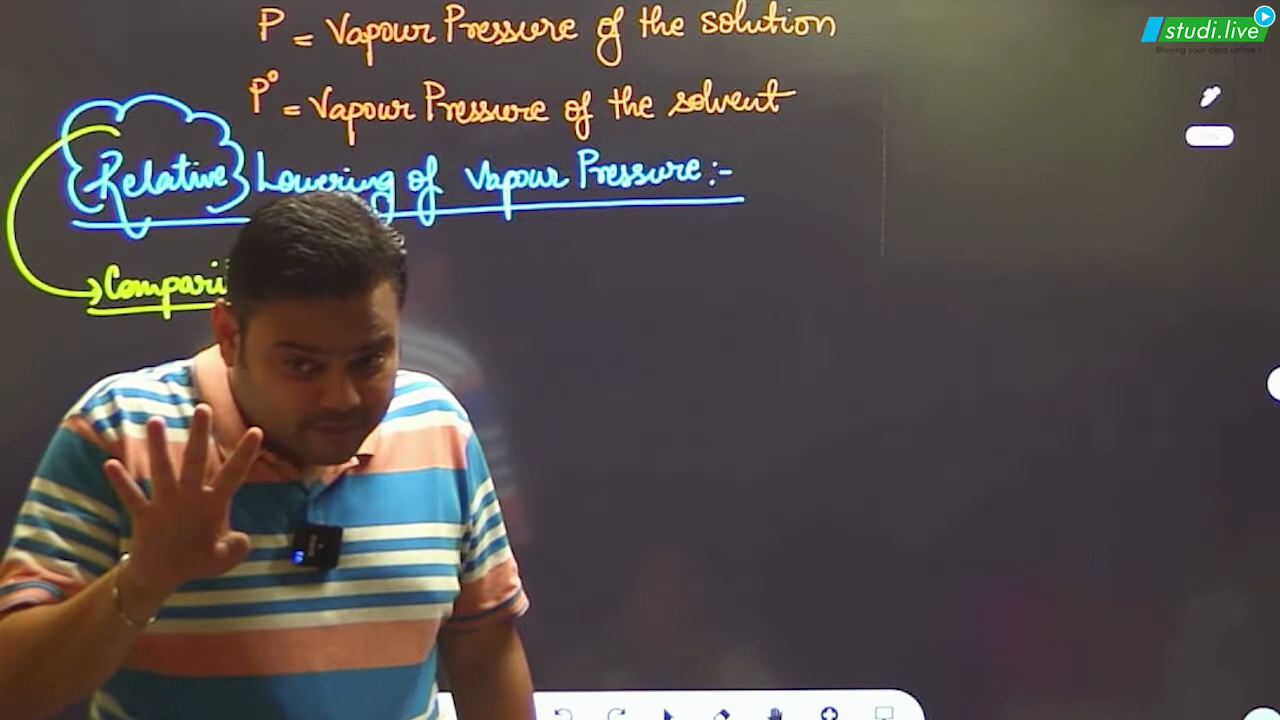 P = Vapour Pressure of the solution
P° = Vapour Pressure of the solvent
(Relative) Lowering of Vapour Pressure :-
studi.live
Moving your class online !